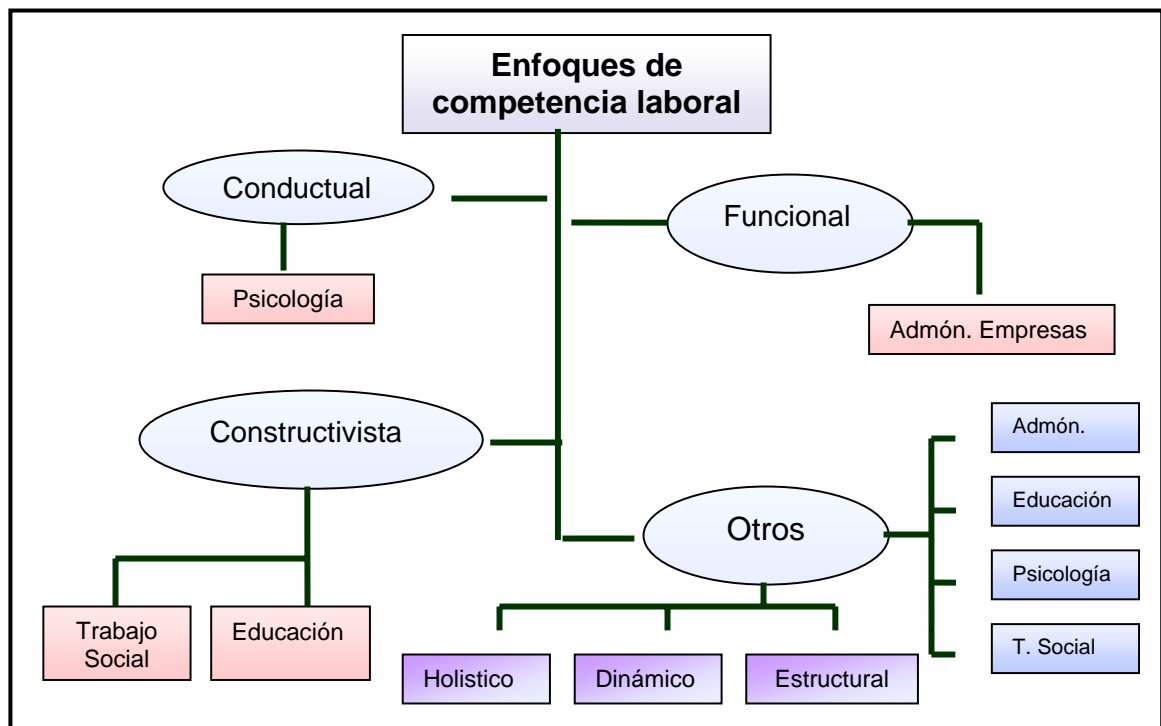 Enfoques de
competencia laboral
Conductual
Funcional
Psicología
Admón. Empresas
Constructivista
Admón.
Educación
Otros
Psicología
Trabajo
Social
Educación
T. Social
Holistico
Dinámico
Estructural